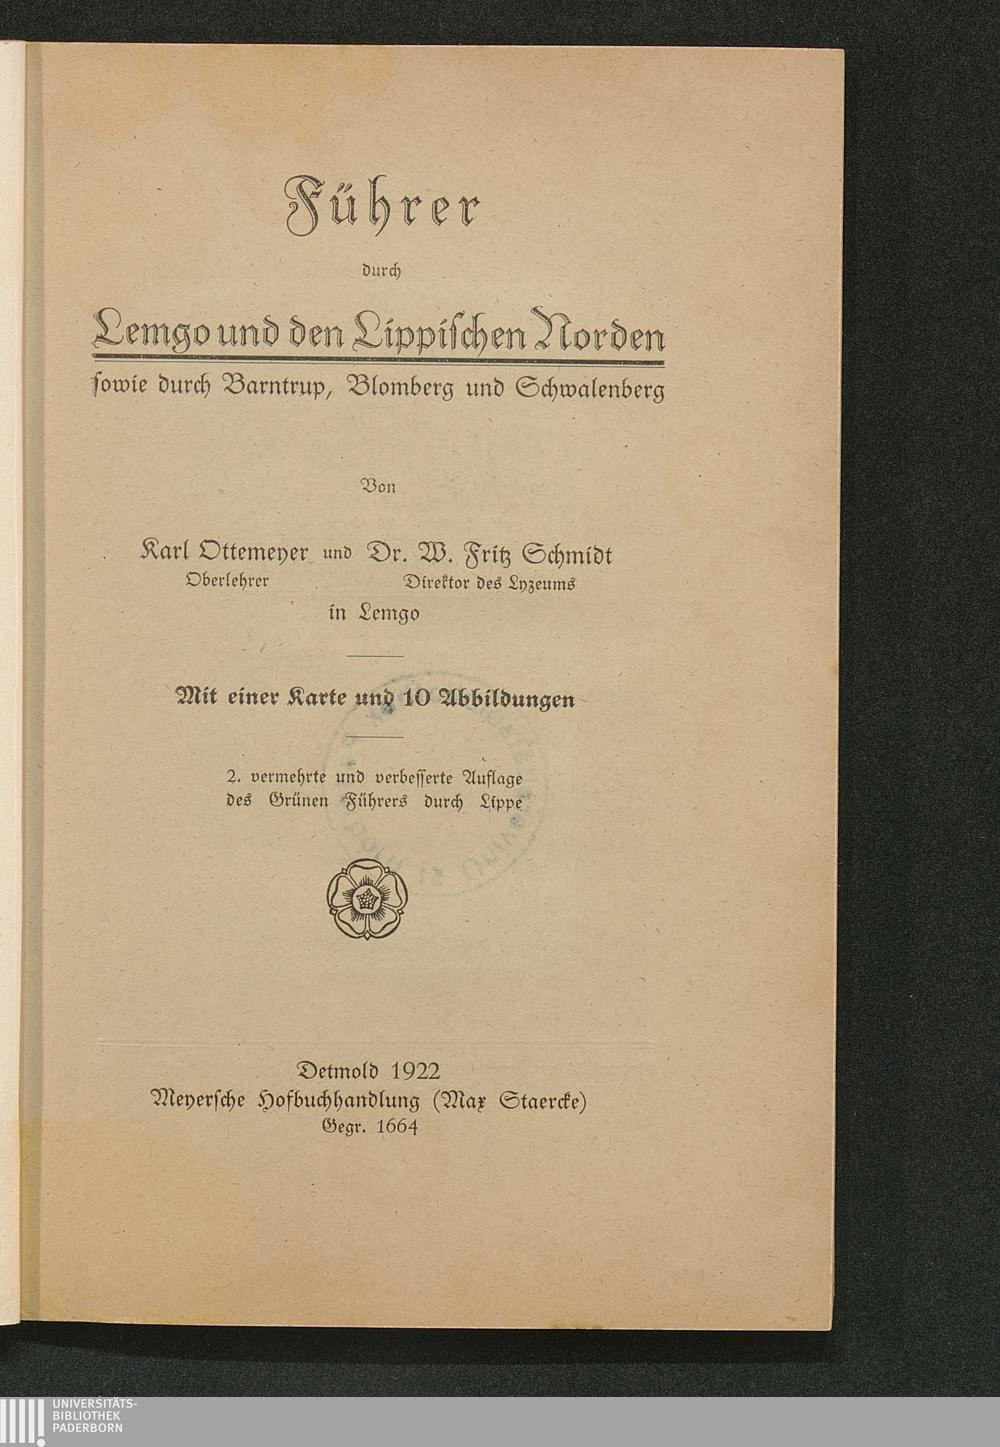 Führer
durch
Lemgo und den Lippischen Norden
sowie durch Barntrup, Blomberg und Schwalenberg
Von
Karl Ottemeyer und Dr. W. Fritz Schmidt
Oberlehrer Direktor des Lyzeums
in Lemgo
Mit einer Karte und 10 Abbildungen
2. vermehrte und verbesserte Auflage
des Grünen Führers durch Lippe
Detmold 1922
Meyersche Hofbuchhandlung (Max Staercke)
Gegr. 1664
UNIVERSITÄTS-
BIBLIOTHEK
PADERBORN